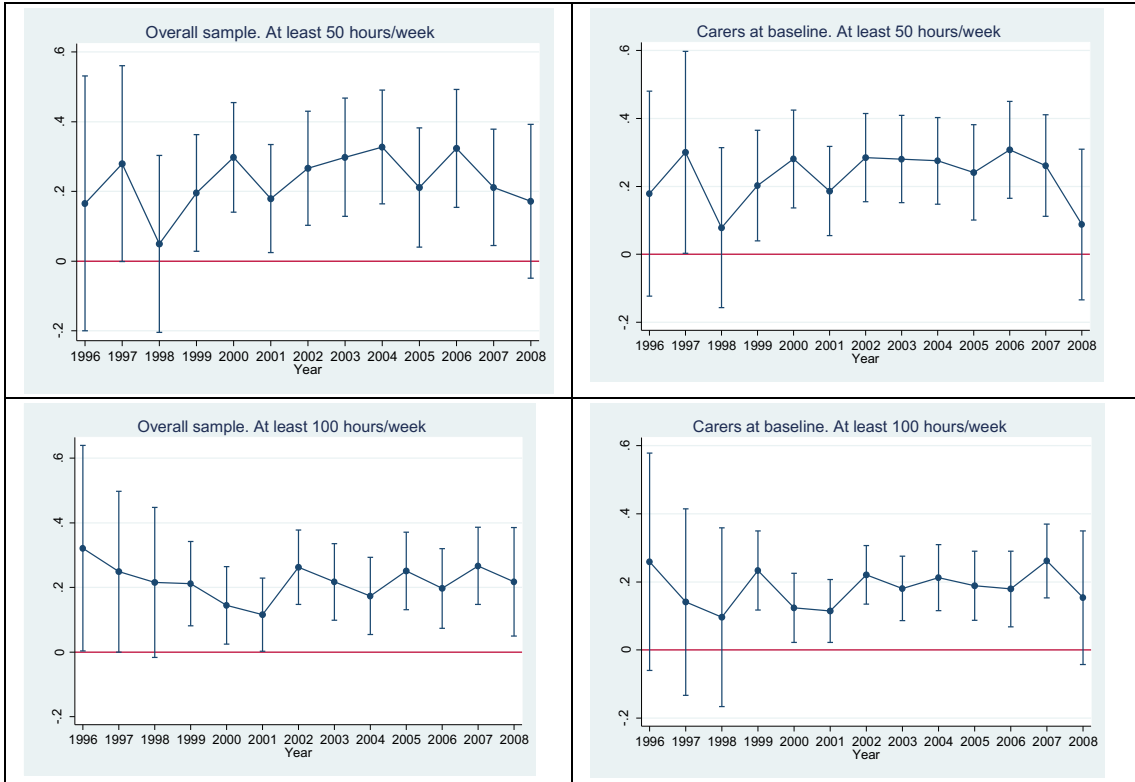 Overall sample. At least 50 hours/week
.6
.4
.2
0
-.2
1996 1997 1998 1999 2000 2001 2002 2003 2004 2005 2006 2007 2008
Year
Carers at baseline. At least 50 hours/week
.6
.4
.2
0
-.2
1996 1997 1998 1999 2000 2001 2002 2003 2004 2005 2006 2007 2008
Year
Overall sample. At least 100 hours/week
.6
.4
.2
0
-.2
1996 1997 1998 1999 2000 2001 2002 2003 2004 2005 2006 2007 2008
Year
Carers at baseline. At least 100 hours/week
.6
.4
.2
0
-.2
1996 1997 1998 1999 2000 2001 2002 2003 2004 2005 2006 2007 2008
Year